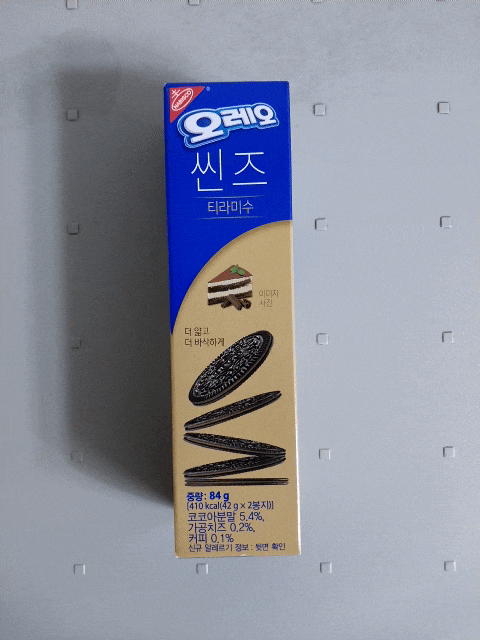 NABISCO
오레오
씬즈
티라미수
이미지
사진
더 얇고
더 바삭하게
중량: 84 g
[410 kcal(42 g × 2봉지)]
코코아분말 5.4%,
가공치즈 0.2%,
커피 0.1%
신규 알레르기 정보 : 뒷면 확인